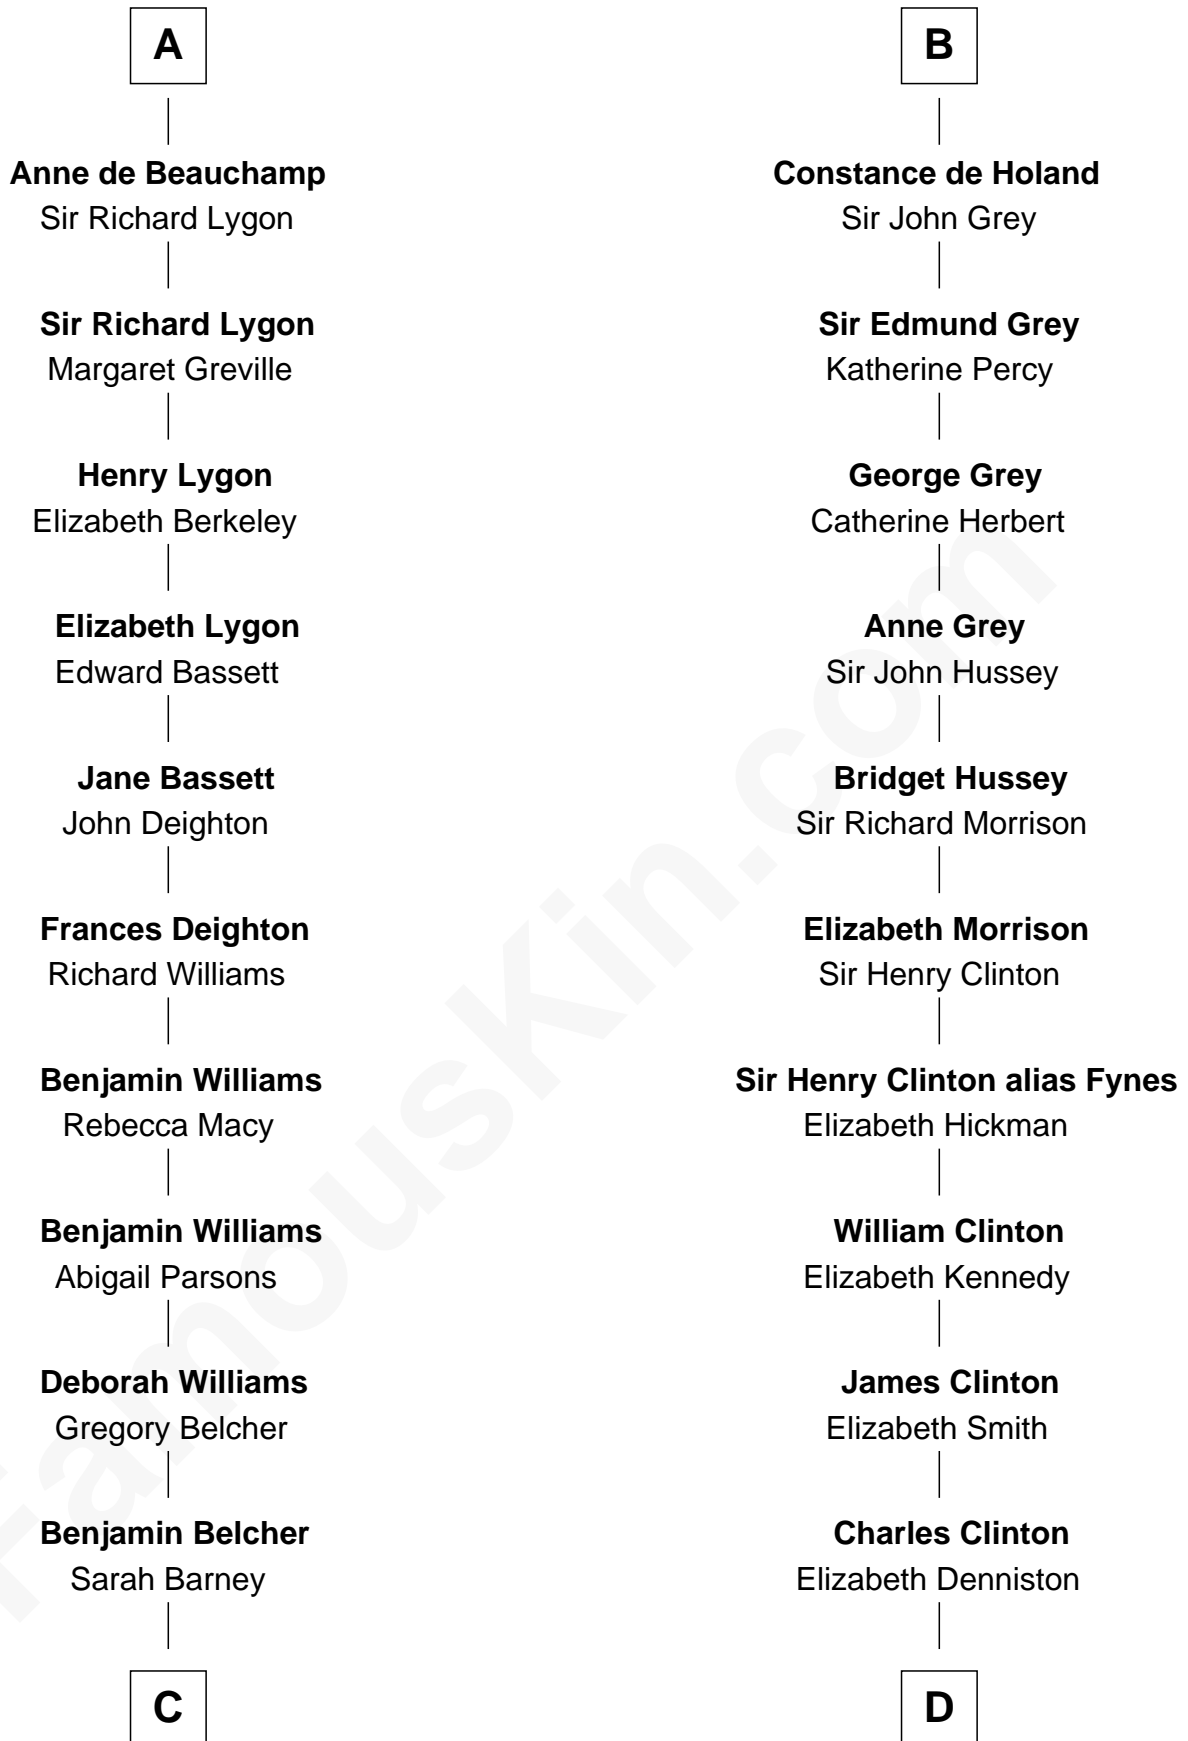 A
Anne de Beauchamp
Sir Richard Lygon
Sir Richard Lygon
Margaret Greville
Henry Lygon
Elizabeth Berkeley
Elizabeth Lygon
Edward Bassett
Jane Bassett
John Deighton
Frances Deighton
Richard Williams
Benjamin Williams
Rebecca Macy
Benjamin Williams
Abigail Parsons
Deborah Williams
Gregory Belcher
Benjamin Belcher
Sarah Barney
C
B
Constance de Holand
Sir John Grey
Sir Edmund Grey
Katherine Percy
George Grey
Catherine Herbert
Anne Grey
Sir John Hussey
Bridget Hussey
Sir Richard Morrison
Elizabeth Morrison
Sir Henry Clinton
Sir Henry Clinton alias Fynes
Elizabeth Hickman
William Clinton
Elizabeth Kennedy
James Clinton
Elizabeth Smith
Charles Clinton
Elizabeth Denniston
D
FamousKin.com